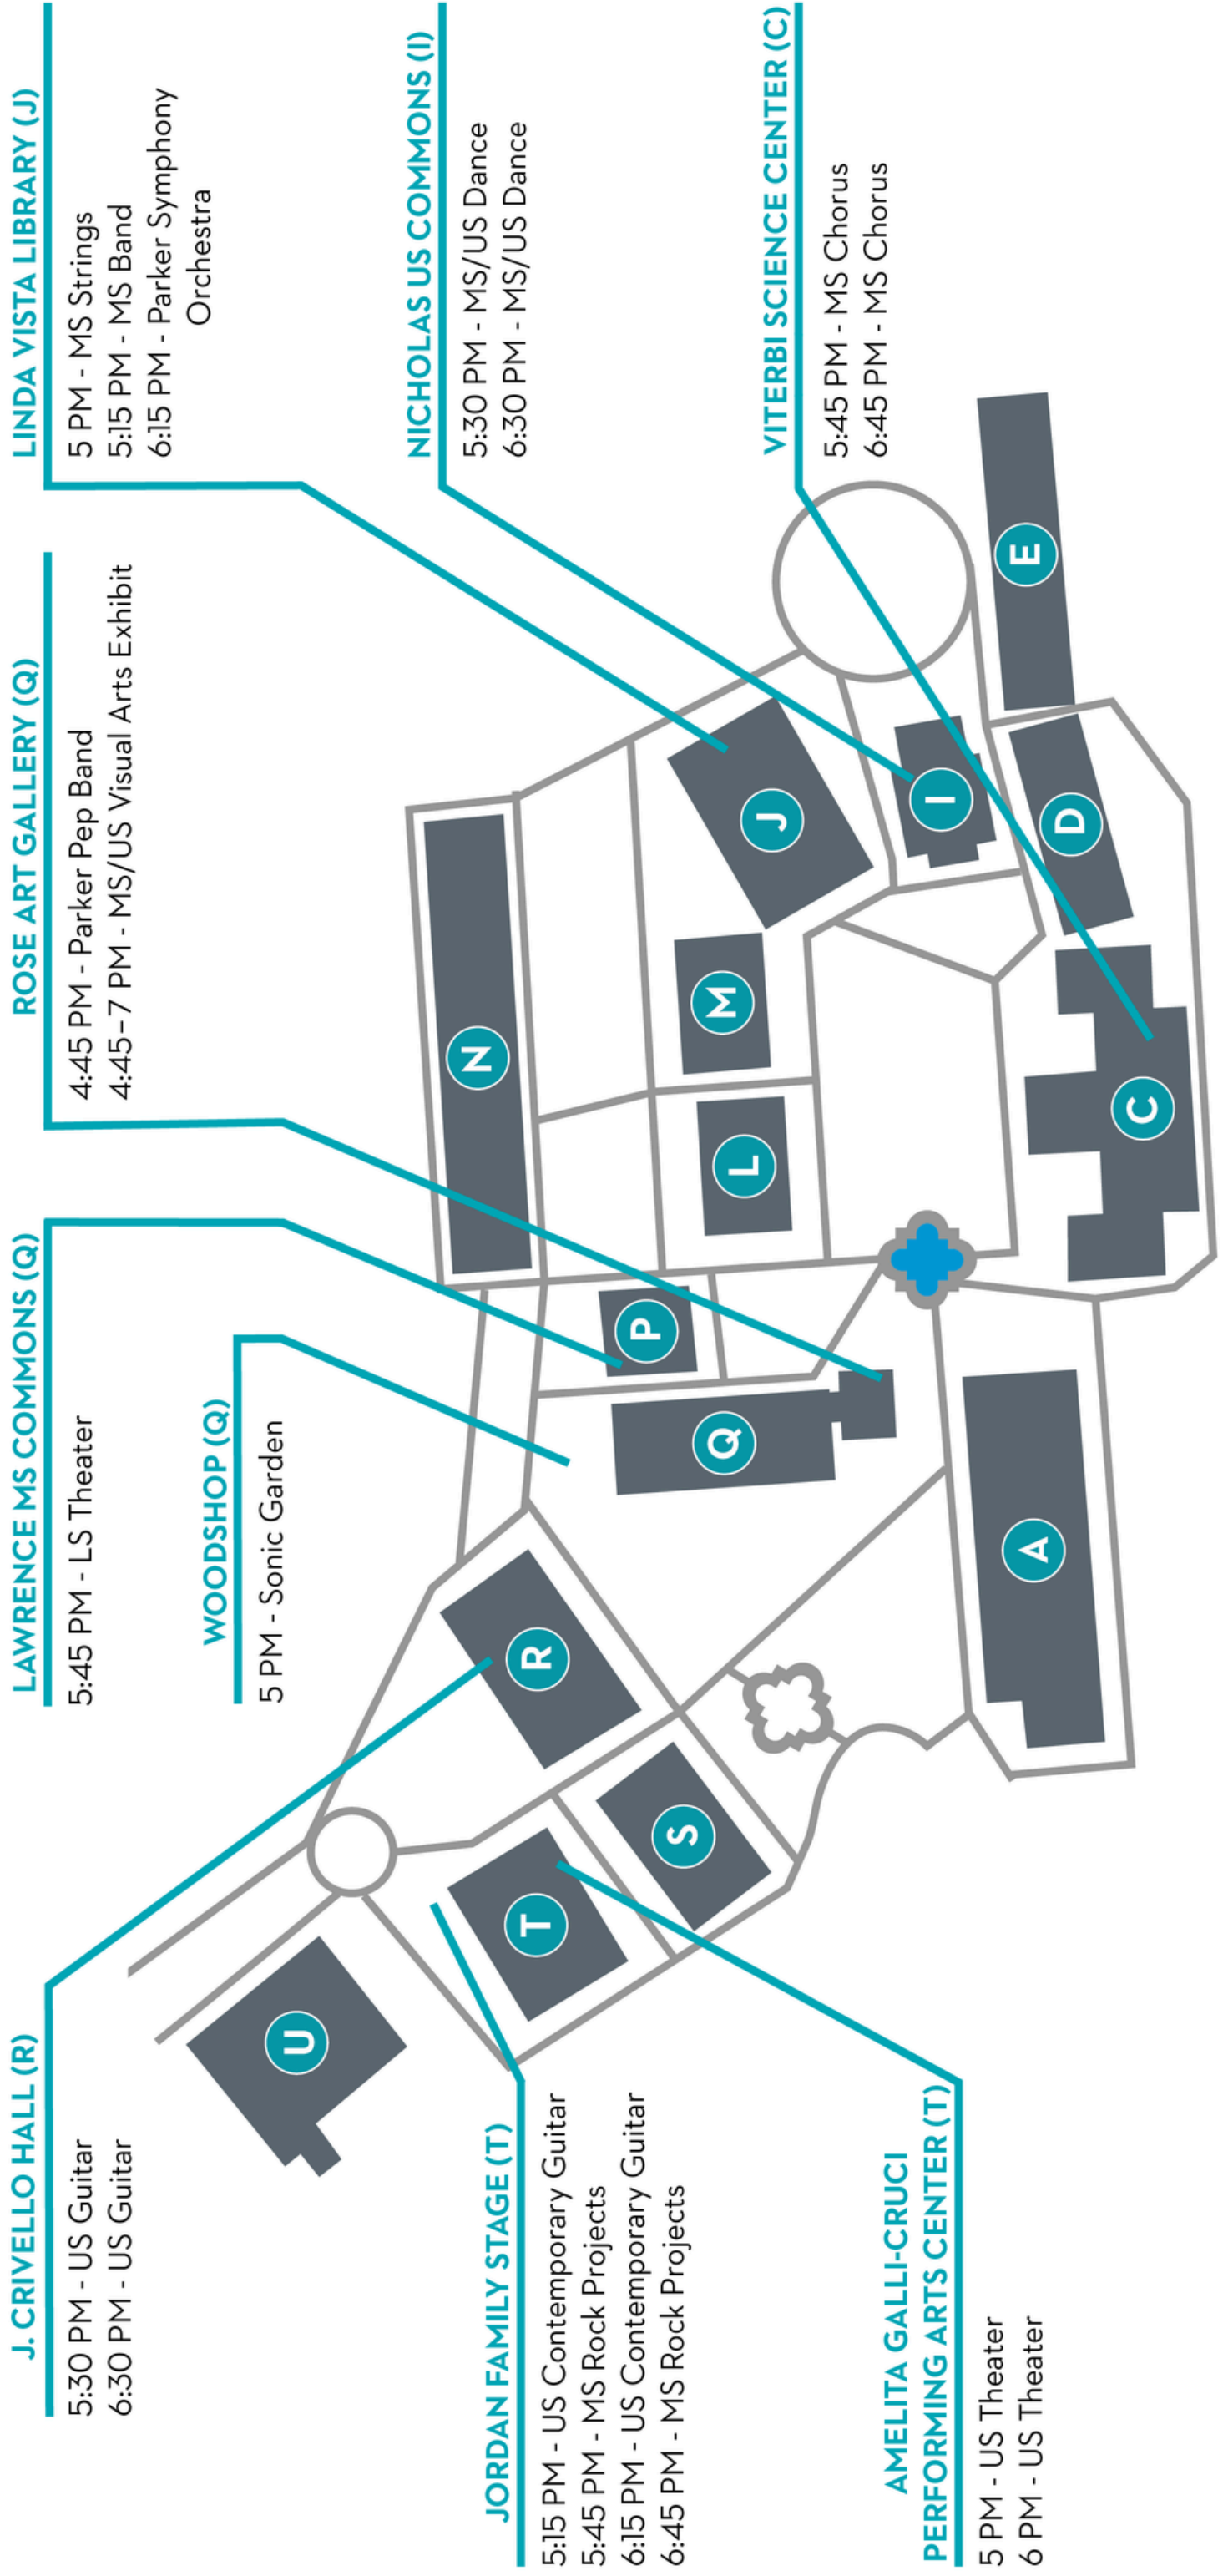 J. CRIVELLO HALL (R)
5:30 PM - US Guitar
6:30 PM - US Guitar
LAWRENCE MS COMMONS (Q)
5:45 PM - LS Theater
WOODSHOP (Q)
5 PM - Sonic Garden
ROSE ART GALLERY (Q)
4:45 PM - Parker Pep Band
4:45–7 PM - MS/US Visual Arts Exhibit
LINDA VISTA LIBRARY (J)
5 PM - MS Strings
5:15 PM - MS Band
6:15 PM - Parker Symphony
Orchestra
NICHOLAS US COMMONS (I)
5:30 PM - MS/US Dance
6:30 PM - MS/US Dance
VITERBI SCIENCE CENTER (C)
5:45 PM - MS Chorus
6:45 PM - MS Chorus
JORDAN FAMILY STAGE (T)
5:15 PM - US Contemporary Guitar
5:45 PM - MS Rock Projects
6:15 PM - US Contemporary Guitar
6:45 PM - MS Rock Projects
AMELITA GALLI-CRUCI
PERFORMING ARTS CENTER (T)
5 PM - US Theater
6 PM - US Theater
U
T
S
R
Q
P
N
L
M
J
I
E
D
C
A